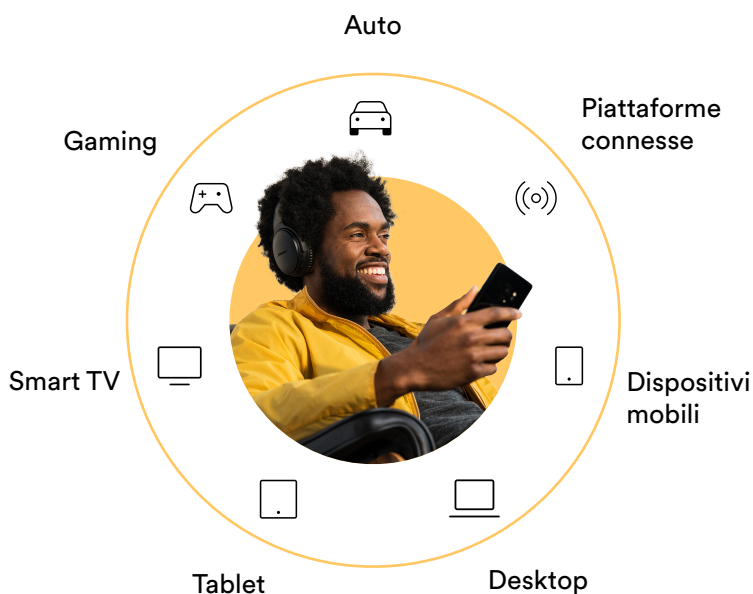 Auto
Piattaforme
connesse
Gaming
Smart TV
Dispositivi
mobili
Tablet
Desktop